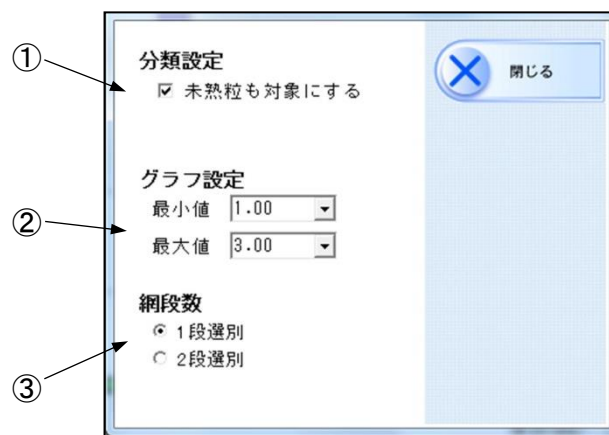 ①
分類設定
未熟粒も対象にする
閉じる
グラフ設定
②
最小値 1.00
最大値 3.00
網段数
③
1段選別
2段選別